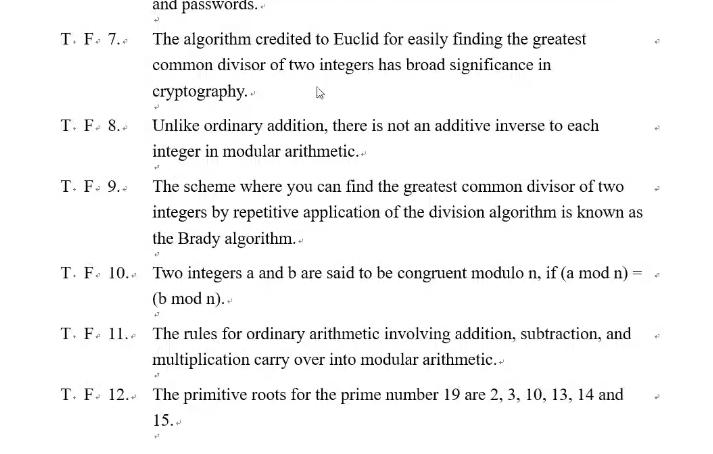 and passwords.
T. F. 7. The algorithm credited to Euclid for easily finding the greatest
common divisor of two integers has broad significance in
cryptography.
T. F. 8. Unlike ordinary addition, there is not an additive inverse to each
integer in modular arithmetic.
T. F. 9. The scheme where you can find the greatest common divisor of two
integers by repetitive application of the division algorithm is known as
the Brady algorithm.
T. F. 10. Two integers a and b are said to be congruent modulo n, if (a mod n) =
(b mod n).
T. F. 11. The rules for ordinary arithmetic involving addition, subtraction, and
multiplication carry over into modular arithmetic.
T. F. 12. The primitive roots for the prime number 19 are 2, 3, 10, 13, 14 and
15.